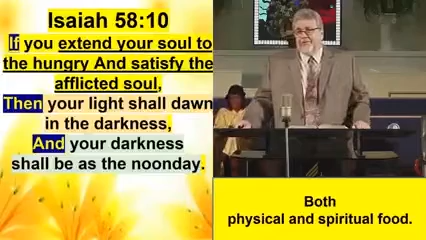 Isaiah 58:10
If you extend your soul to
the hungry And satisfy the
afflicted soul,
Then your light shall dawn
in the darkness,
And your darkness
shall be as the noonday.
Both
physical and spiritual food.